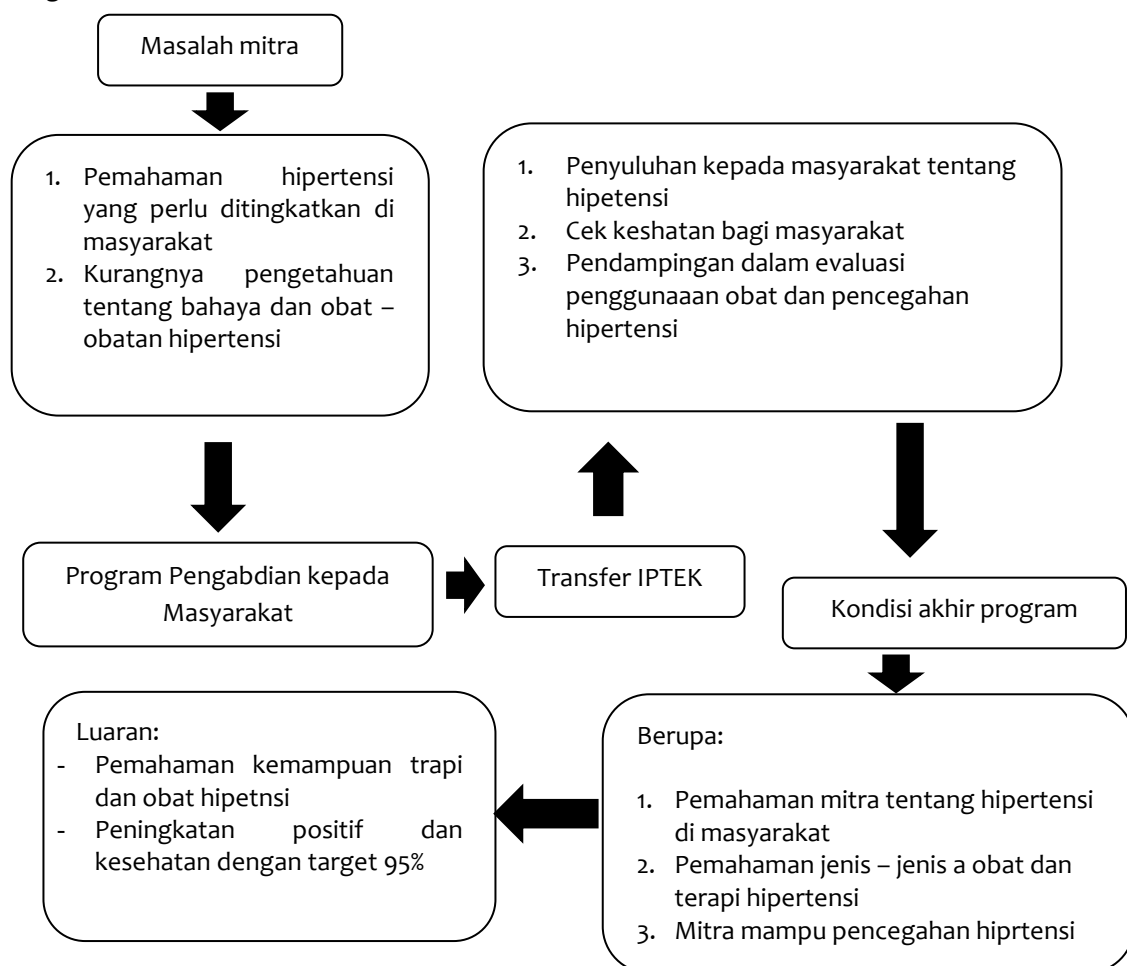 Masalah mitra
1. Pemahaman hipertensi
yang perlu ditingkatkan di
masyarakat
2. Kurangnya pengetahuan
tentang bahaya dan obat –
obatan hipertensi
Program Pengabdian kepada
Masyarakat
Transfer IPTEK
1. Penyuluhan kepada masyarakat tentang
hipetensi
2. Cek keshatan bagi masyarakat
3. Pendampingan dalam evaluasi
penggunaaan obat dan pencegahan
hipertensi
Kondisi akhir program
Berupa:
1. Pemahaman mitra tentang hipertensi
di masyarakat
2. Pemahaman jenis – jenis a obat dan
terapi hipertensi
3. Mitra mampu pencegahan hiprtensi
Luaran:
- Pemahaman kemampuan trapi
dan obat hipetnsi
- Peningkatan positif dan
kesehatan dengan target 95%